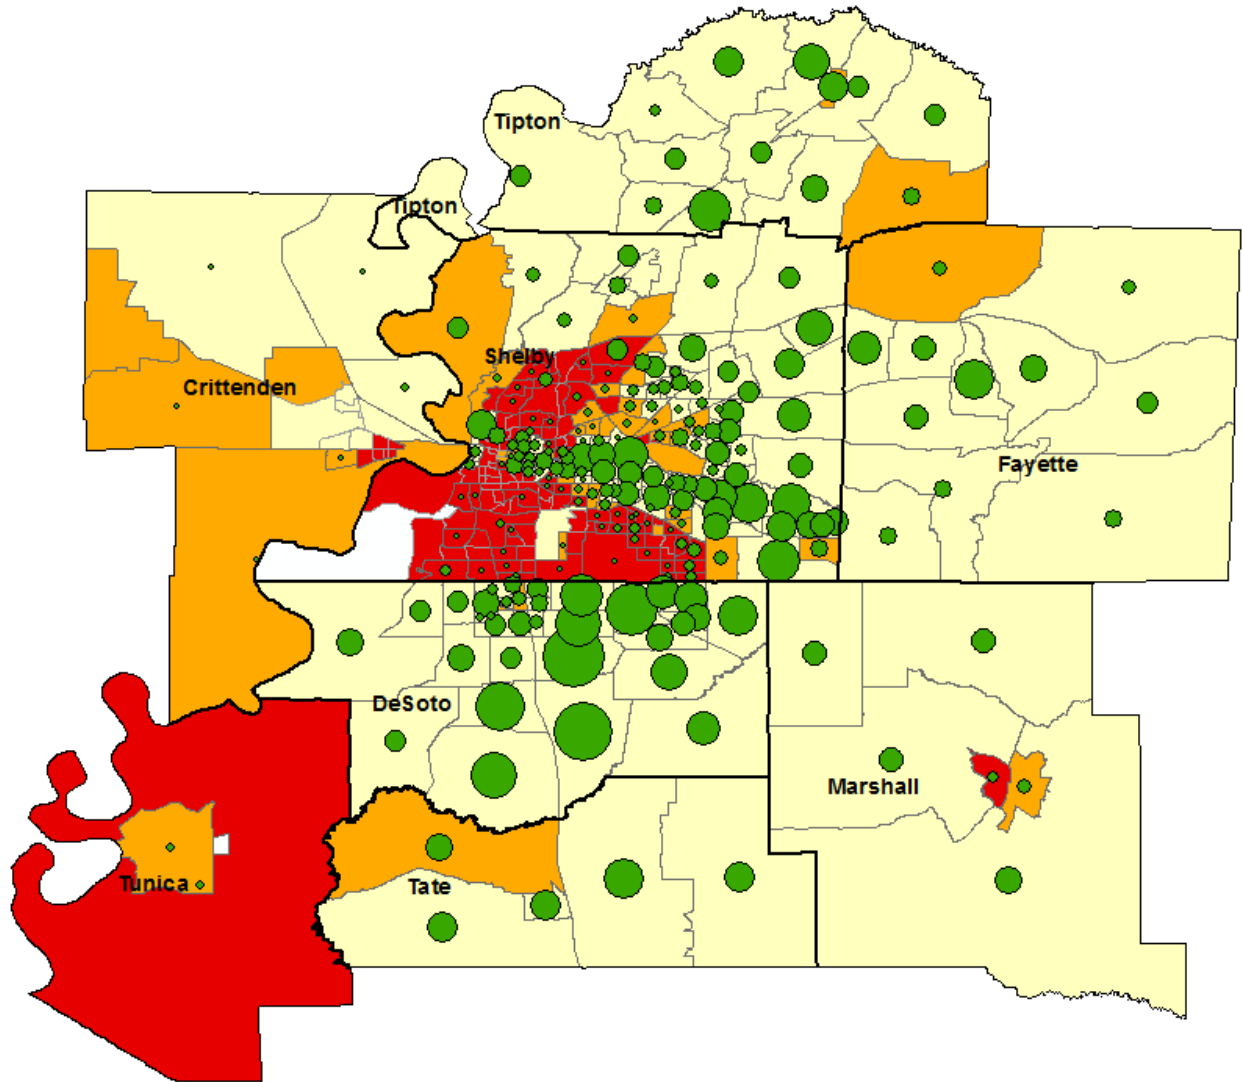 Tipton
Tipton
Shelby
Crittenden
Fayette
DeSoto
Marshall
Tunica
Tate